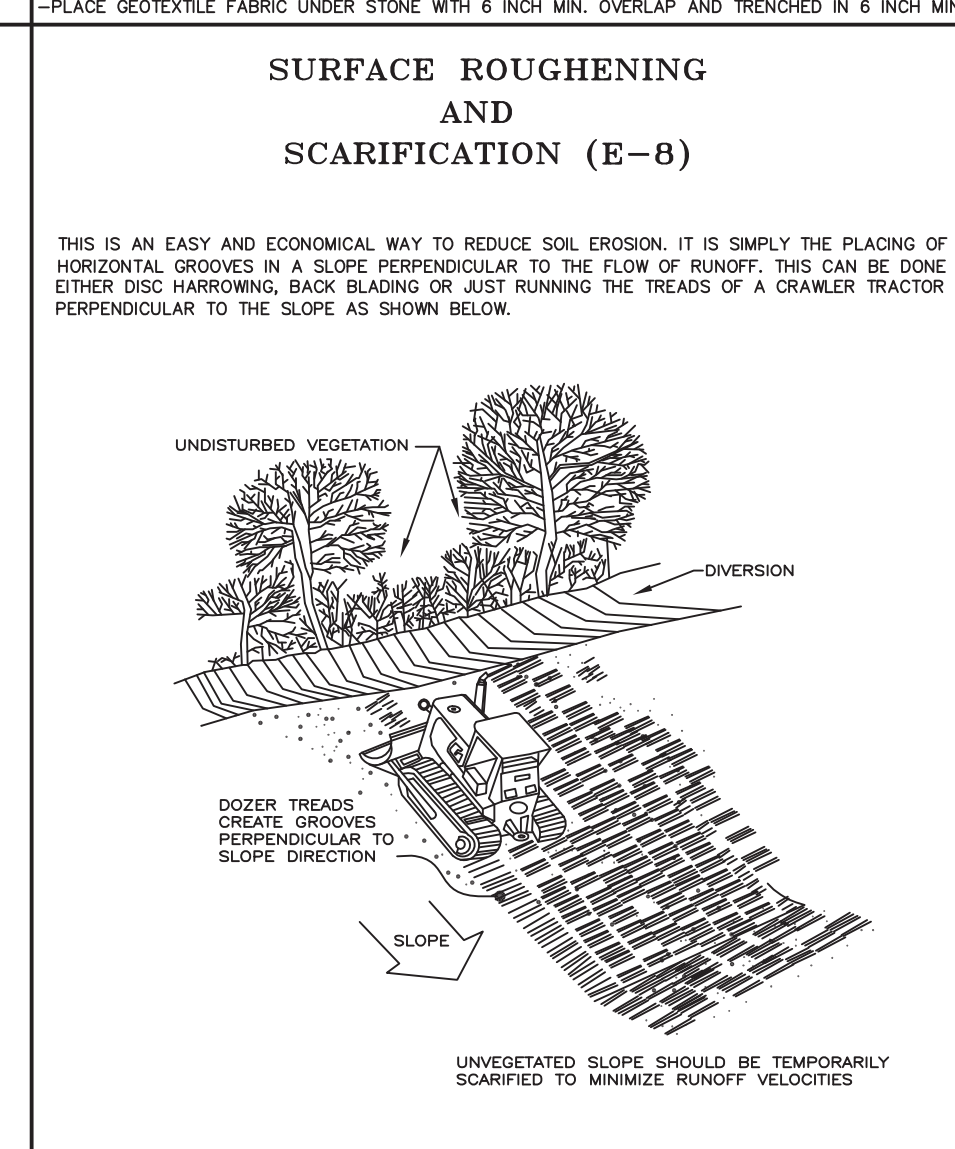 -PLACE GEOTEXTILE FABRIC UNDER STONE WITH 6 INCH MIN. OVERLAP AND TRENCHED IN 6 INCH MIN
SURFACE ROUGHENING
AND
SCARIFICATION (E-8)
THIS IS AN EASY AND ECONOMICAL WAY TO REDUCE SOIL EROSION. IT IS SIMPLY THE PLACING OF
HORIZONTAL GROOVES IN A SLOPE PERPENDICULAR TO THE FLOW OF RUNOFF. THIS CAN BE DONE
EITHER DISC HARROWING, BACK BLADING OR JUST RUNNING THE TREADS OF A CRAWLER TRACTOR
PERPENDICULAR TO THE SLOPE AS SHOWN BELOW.
UNDISTURBED VEGETATION
DIVERSION
DOZER TREADS
CREATE GROOVES
PERPENDICULAR TO
SLOPE DIRECTION
SLOPE
UNVEGETATED SLOPE SHOULD BE TEMPORARILY
SCARIFIED TO MINIMIZE RUNOFF VELOCITIES